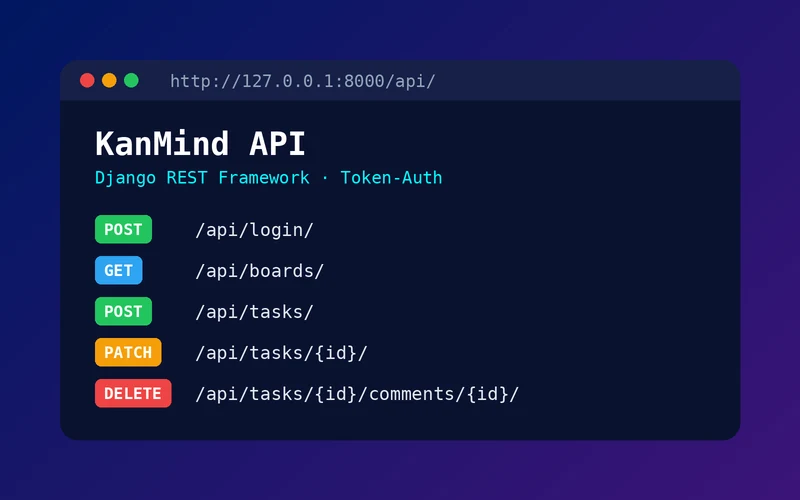 http://127.0.0.1:8000/api/
KanMind API
Django REST Framework · Token-Auth
POST /api/login/
GET /api/boards/
POST /api/tasks/
PATCH /api/tasks/{id}/
DELETE /api/tasks/{id}/comments/{id}/